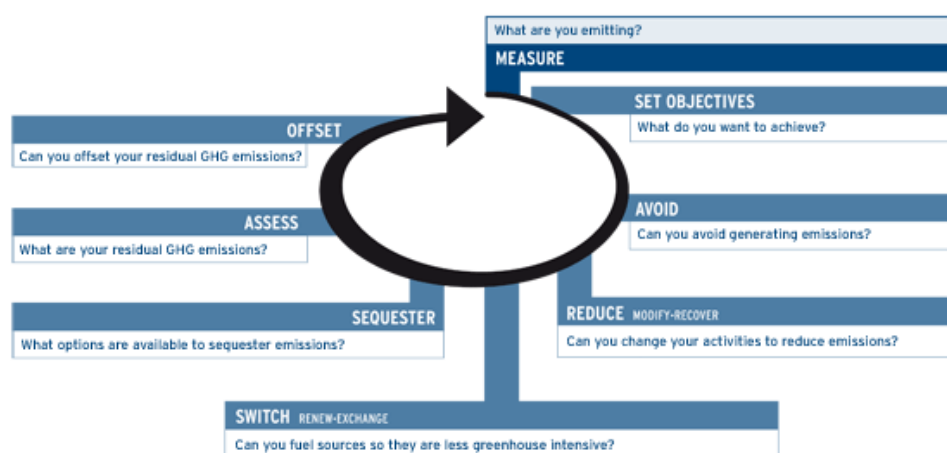 What are you emitting?
MEASURE
SET OBJECTIVES
What do you want to achieve?
AVOID
Can you avoid generating emissions?
REDUCE MODIFY-RECOVER
Can you change your activities to reduce emissions?
SWITCH RENEW-EXCHANGE
Can you fuel sources so they are less greenhouse intensive?
SEQUESTER
What options are available to sequester emissions?
ASSESS
What are your residual GHG emissions?
OFFSET
Can you offset your residual GHG emissions?